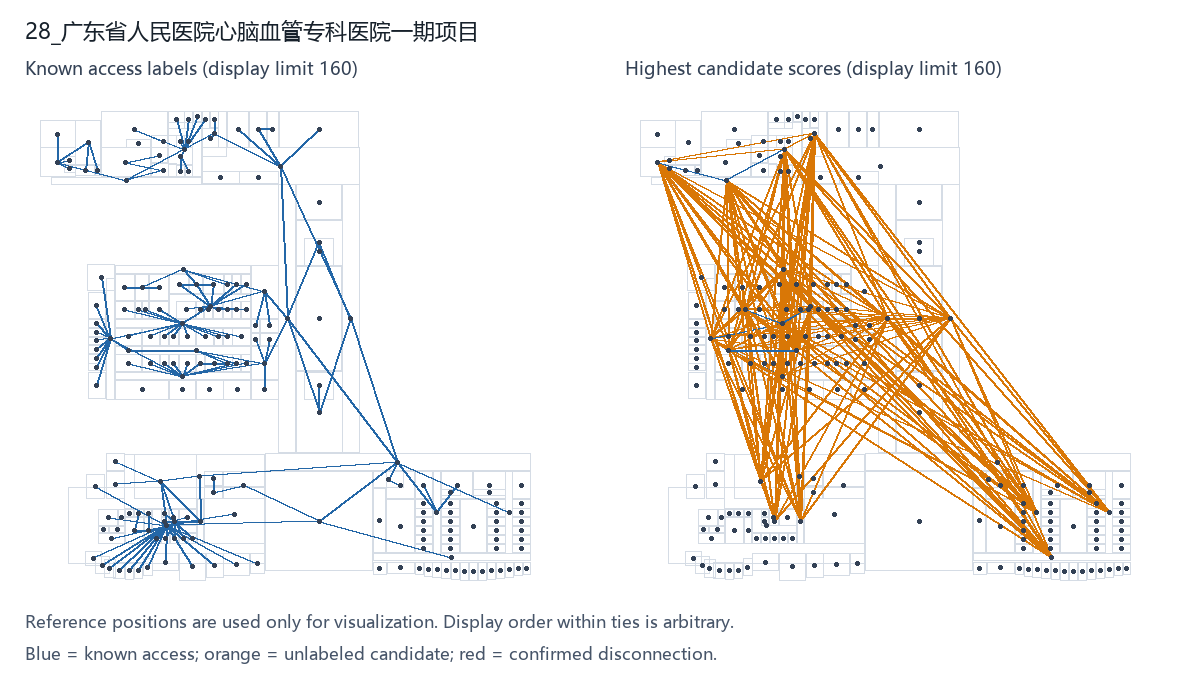 28_广东省人民医院心脑血管专科医院一期项目
Known access labels (display limit 160)
Highest candidate scores (display limit 160)
Reference positions are used only for visualization. Display order within ties is arbitrary.
Blue = known access; orange = unlabeled candidate; red = confirmed disconnection.